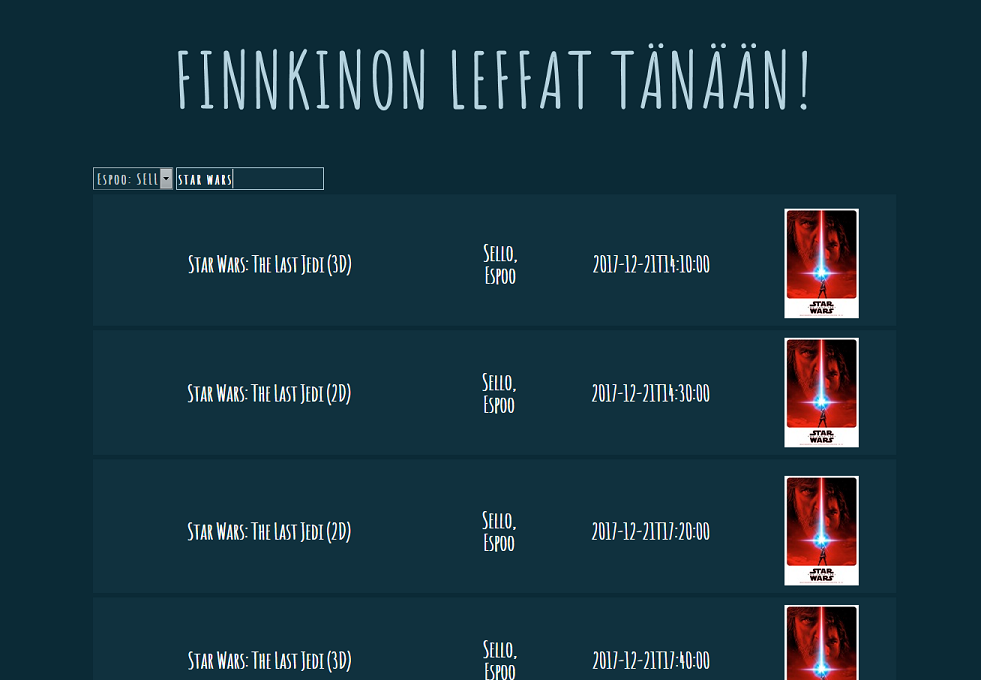 FINNKINON LEFFAT TÄNÄÄN!
ESPOO: SELL
STAR WARS
STAR WARS: THE LAST JEDI (3D)
SELLO,
ESPOO
2017-12-21T14:10:00
STAR WARS
STAR WARS: THE LAST JEDI (2D)
SELLO,
ESPOO
2017-12-21T14:30:00
STAR WARS
STAR WARS: THE LAST JEDI (2D)
SELLO,
ESPOO
2017-12-21T17:20:00
STAR WARS
STAR WARS: THE LAST JEDI (3D)
SELLO,
ESPOO
2017-12-21T17:40:00